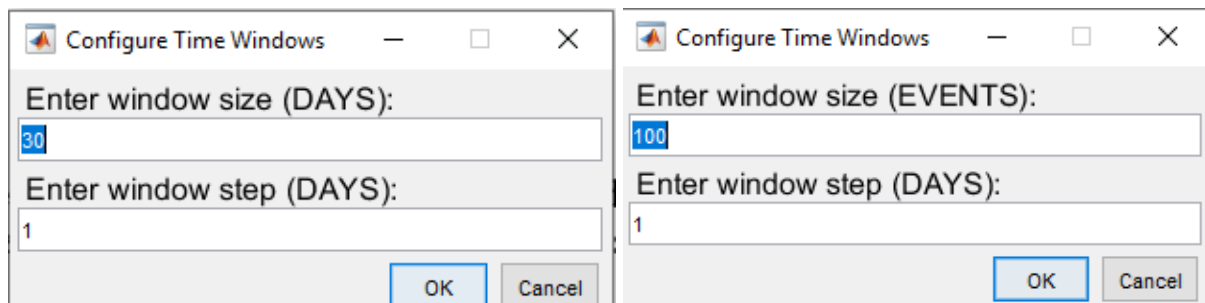 Configure Time Windows
Enter window size (DAYS):
30
Enter window step (DAYS):
1
OK Cancel
Configure Time Windows
Enter window size (EVENTS):
100
Enter window step (DAYS):
1
OK Cancel